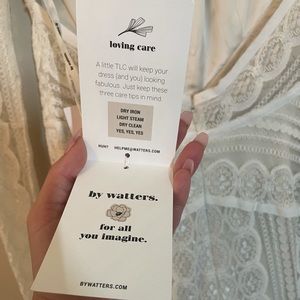 loving care
A little TLC will keep your
dress (and you) looking
fabulous. Just keep these
three care tips in mind.
DRY IRON
LIGHT STEAM
DRY CLEAN
YES, YES, YES
HELPME@WATTERS.COM
by watters.
for all
you imagine.
BYWATTERS.COM